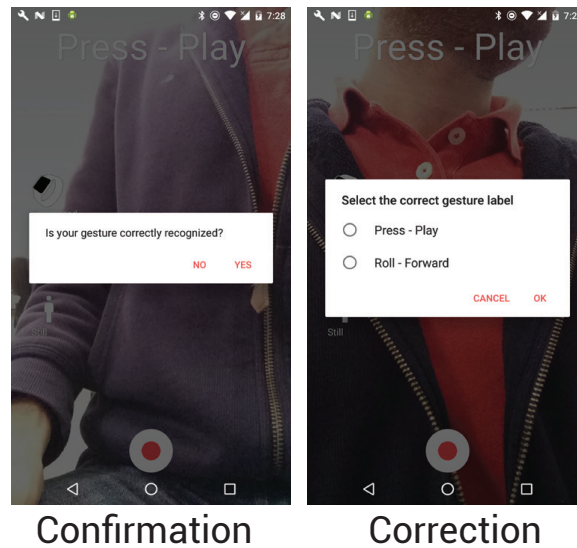 7:28
Press - Play
Is your gesture correctly recognized?
NO YES
Still
Confirmation
Press - Play
Select the correct gesture label
Press - Play
Roll - Forward
CANCEL OK
Still
Correction